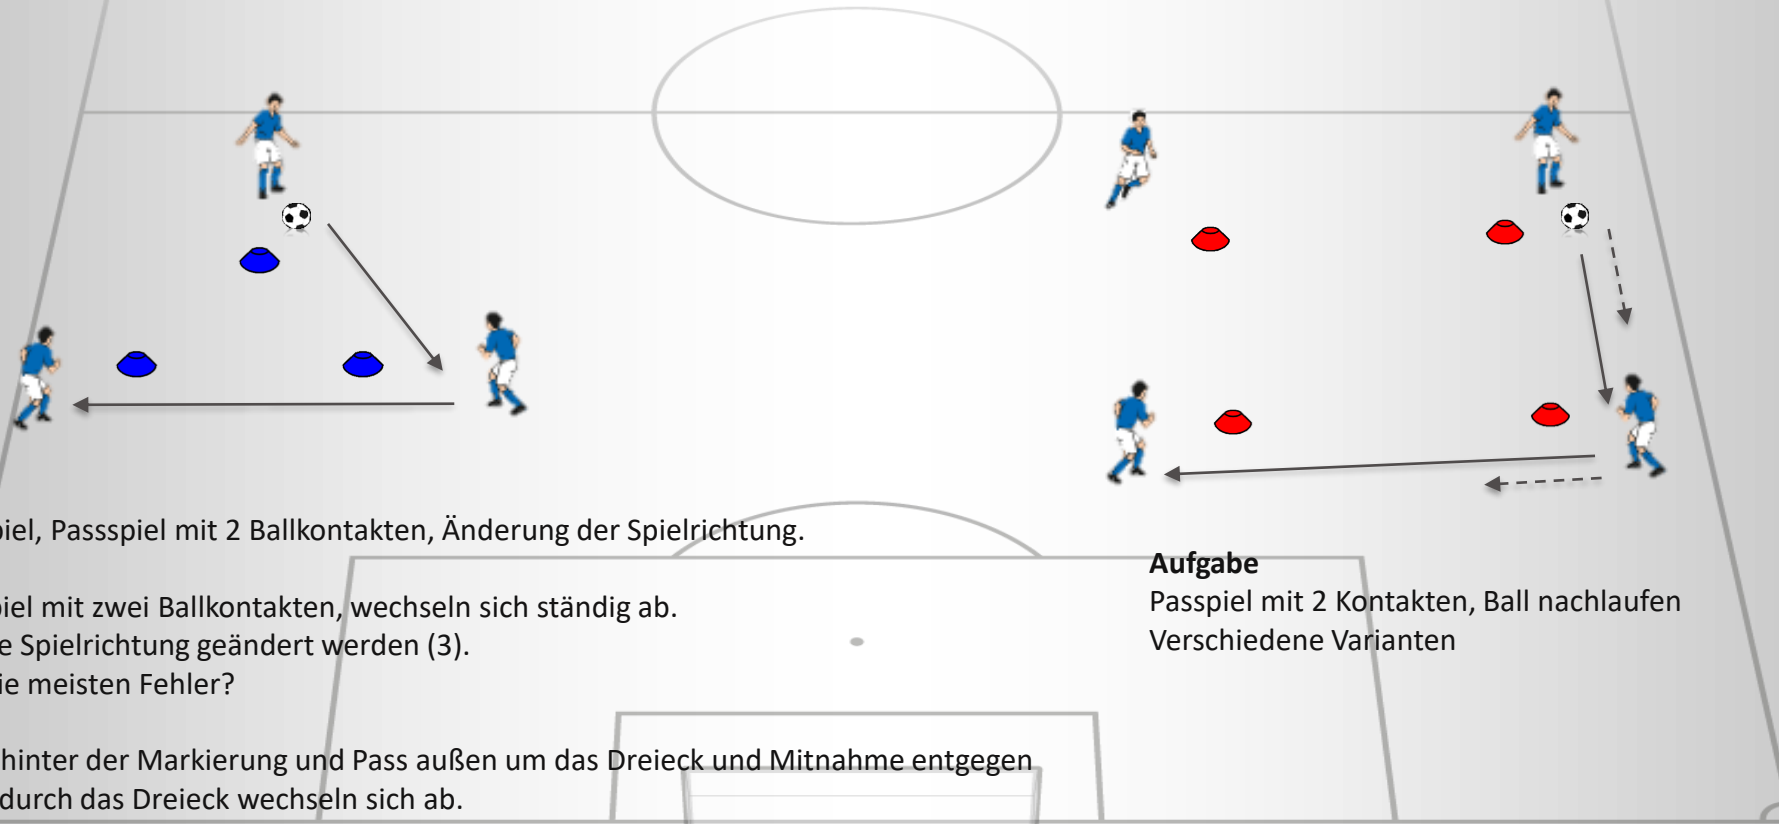 piel, Passspiel mit 2 Ballkontakten, Änderung der Spielrichtung.
piel mit zwei Ballkontakten, wechseln sich ständig ab.
e Spielrichtung geändert werden (3).
ie meisten Fehler?
hinter der Markierung und Pass außen um das Dreieck und Mitnahme entgegen
durch das Dreieck wechseln sich ab.
Aufgabe
Passpiel mit 2 Kontakten, Ball nachlaufen
Verschiedene Varianten